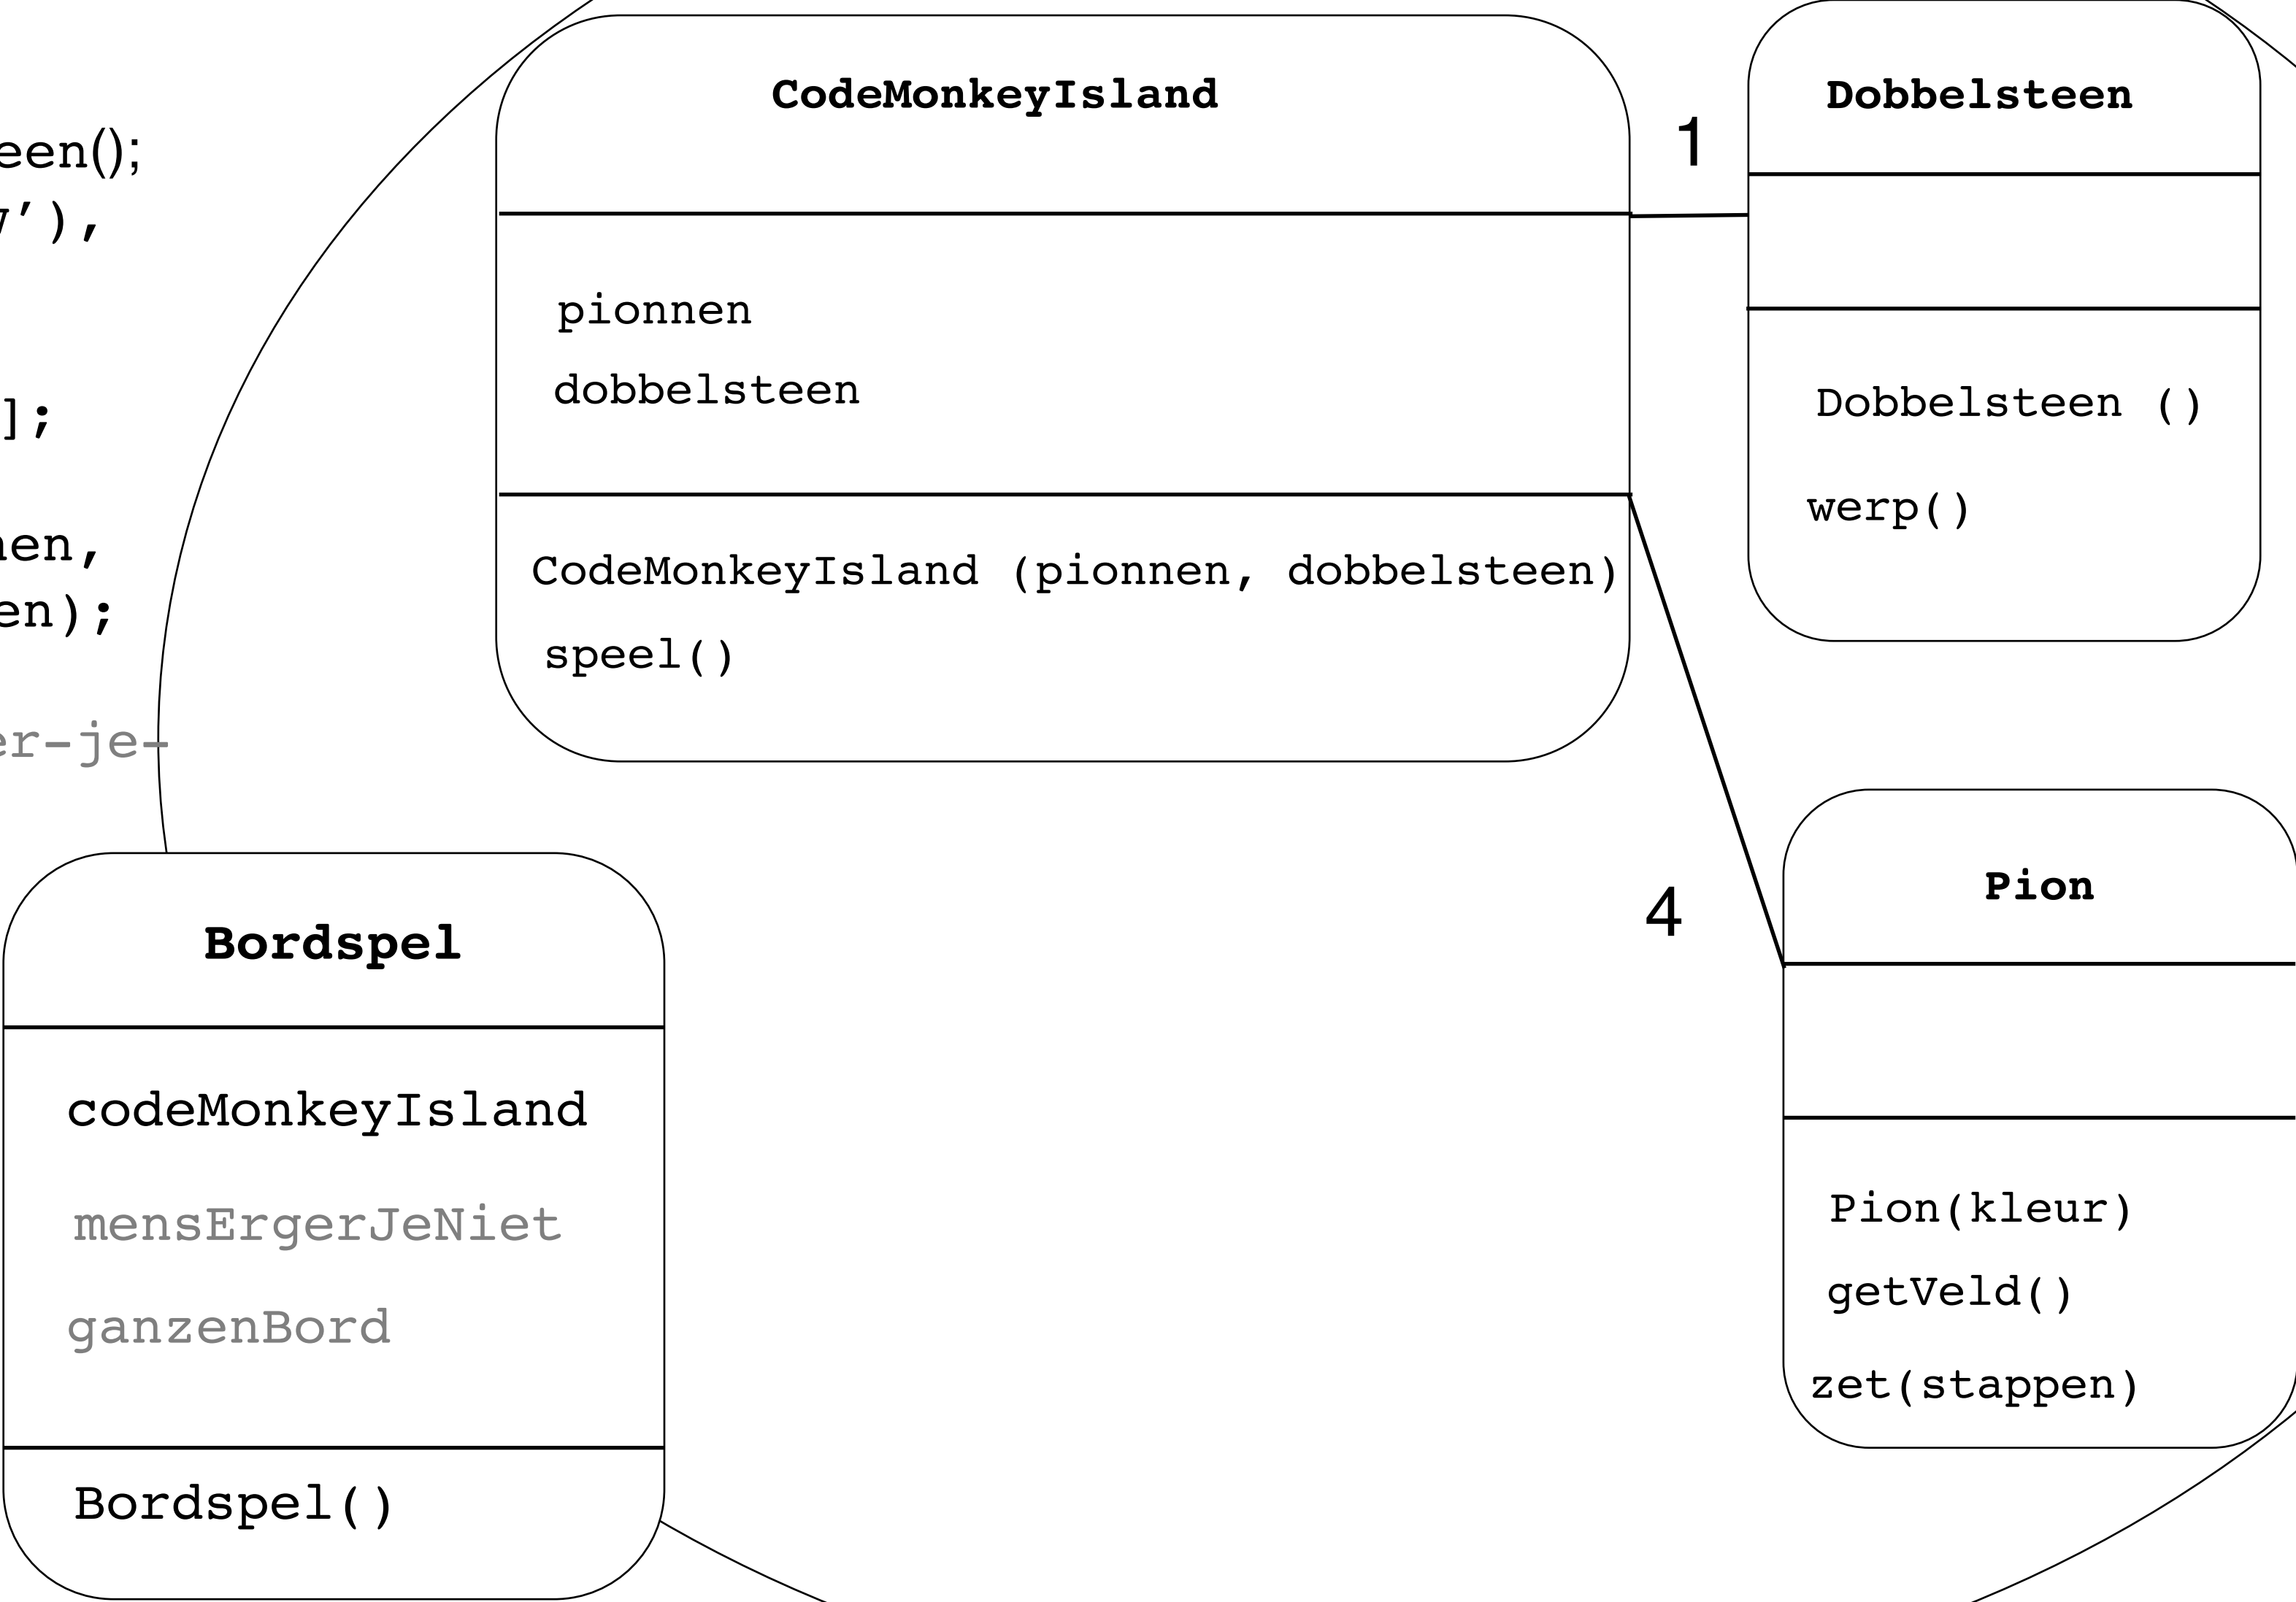 een();
'),
];
en,
en);
er-je-
CodeMonkeyIsland
pionnen
dobbelsteen
CodeMonkeyIsland (pionnen, dobbelsteen)
speel()
1
Dobbelsteen
Dobbelsteen ()
werp()
4
Pion
Pion(kleur)
getVeld()
zet(stappen)
Bordspel
codeMonkeyIsland
mensErgerJeNiet
ganzenBord
Bordspel()